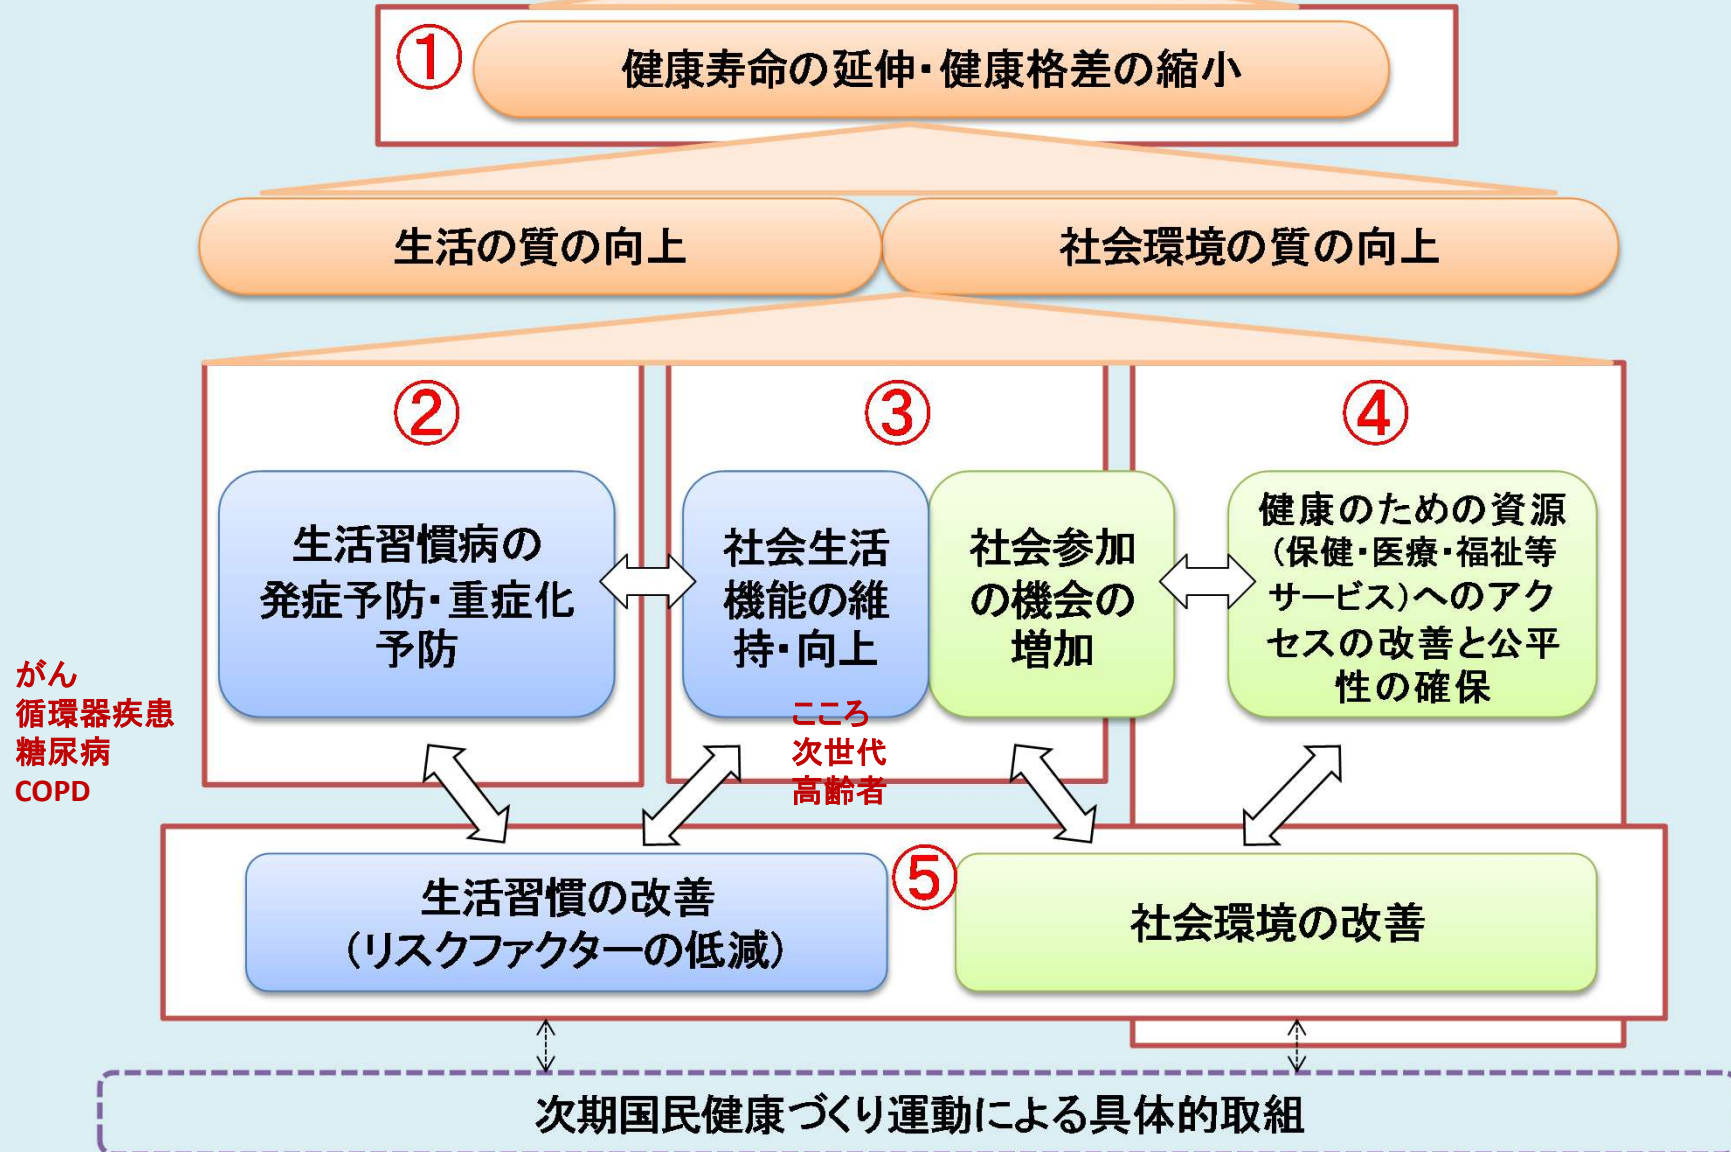 ①
健康寿命の延伸・健康格差の縮小
生活の質の向上
社会環境の質の向上
②
③
④
生活習慣病の
発症予防・重症化
予防
社会生活
機能の維
持・向上
社会参加
の機会の
増加
健康のための資源
（保健・医療・福祉等
サービス）へのアク
セスの改善と公平
性の確保
がん
循環器疾患
糖尿病
COPD
こころ
次世代
高齢者
⑤
生活習慣の改善
（リスクファクターの低減）
社会環境の改善
次期国民健康づくり運動による具体的取組